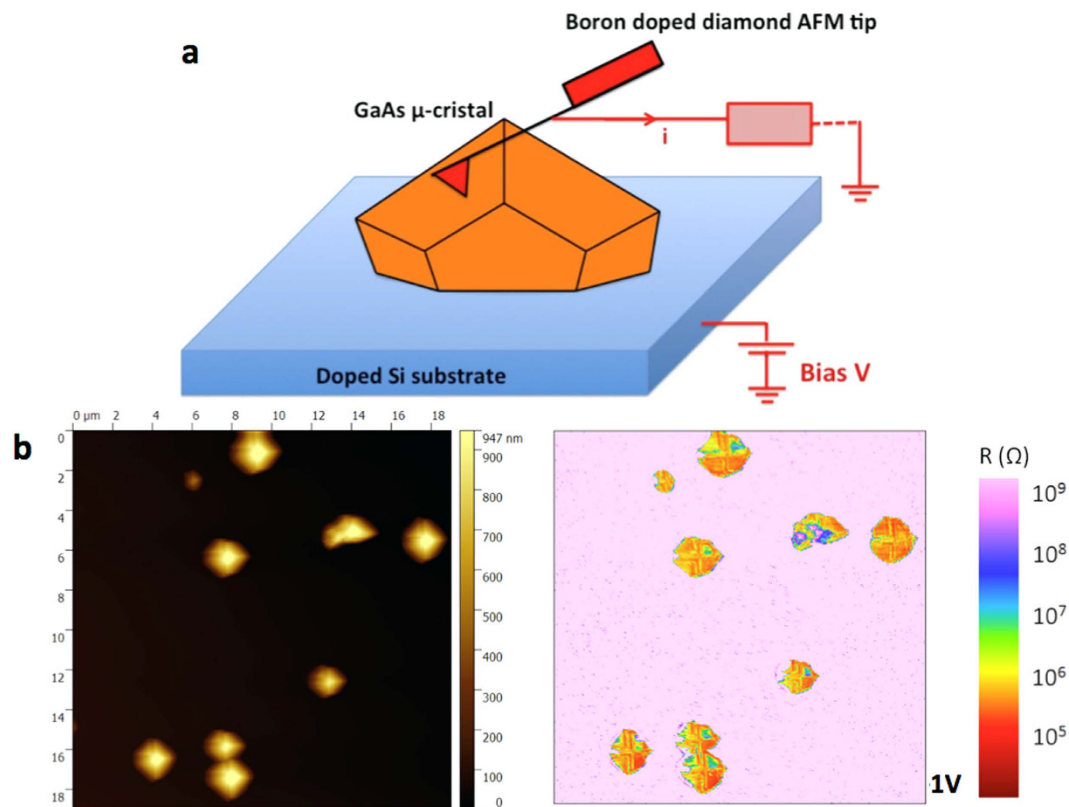 a
Boron doped diamond AFM tip
GaAs µ-cristal
i
Doped Si substrate
Bias V
b
0 µm 2 4 6 8 10 12 14 16 18
0
2
4
6
8
10
12
14
16
18
947 nm
900
800
700
600
500
400
300
200
100
0
-1V
R (Ω)
10⁹
10⁸
10⁷
10⁶
10⁵